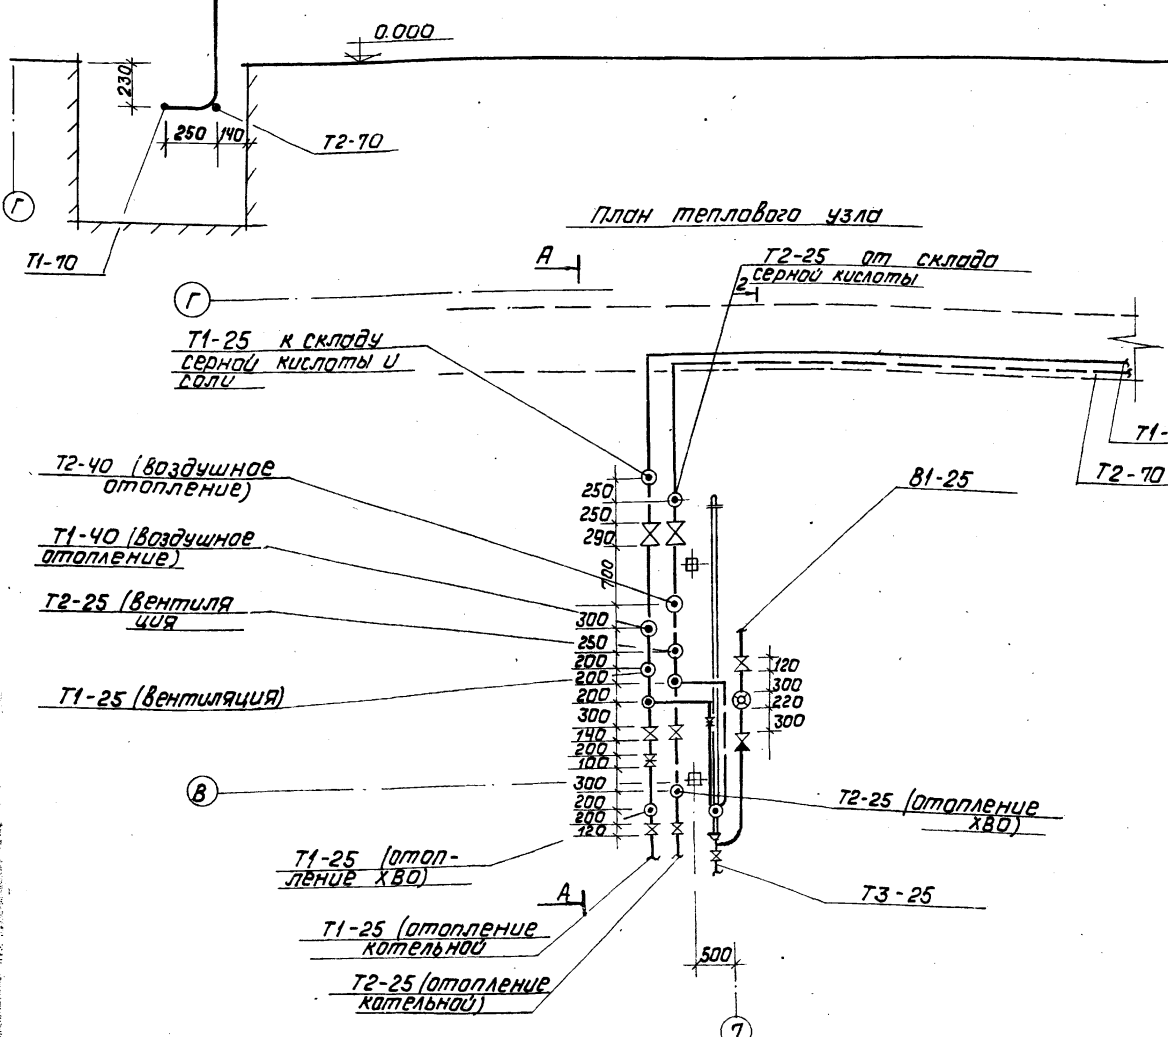 0.000
230
250
140
Т2-70
Г
Т1-70
План теплового узла
А
Т2-25 от склада
серной кислоты
2
Г
Т1-25 к складу
серной кислоты и
соли
Т1-
Т2-70
Т2-40 (воздушное
отопление)
В1-25
Т1-40 (воздушное
отопление)
Т2-25 (вентиля
ция
Т1-25 (вентиляция)
250
250
290
700
300
250
200
200
200
300
140
200
100
300
200
200
120
120
300
220
300
В
Т2-25 (отопление
ХВО)
Т1-25 (отоп-
ление ХВО)
А
Т3-25
Т1-25 (отопление
котельной
Т2-25 (отопление
котельной)
500
7